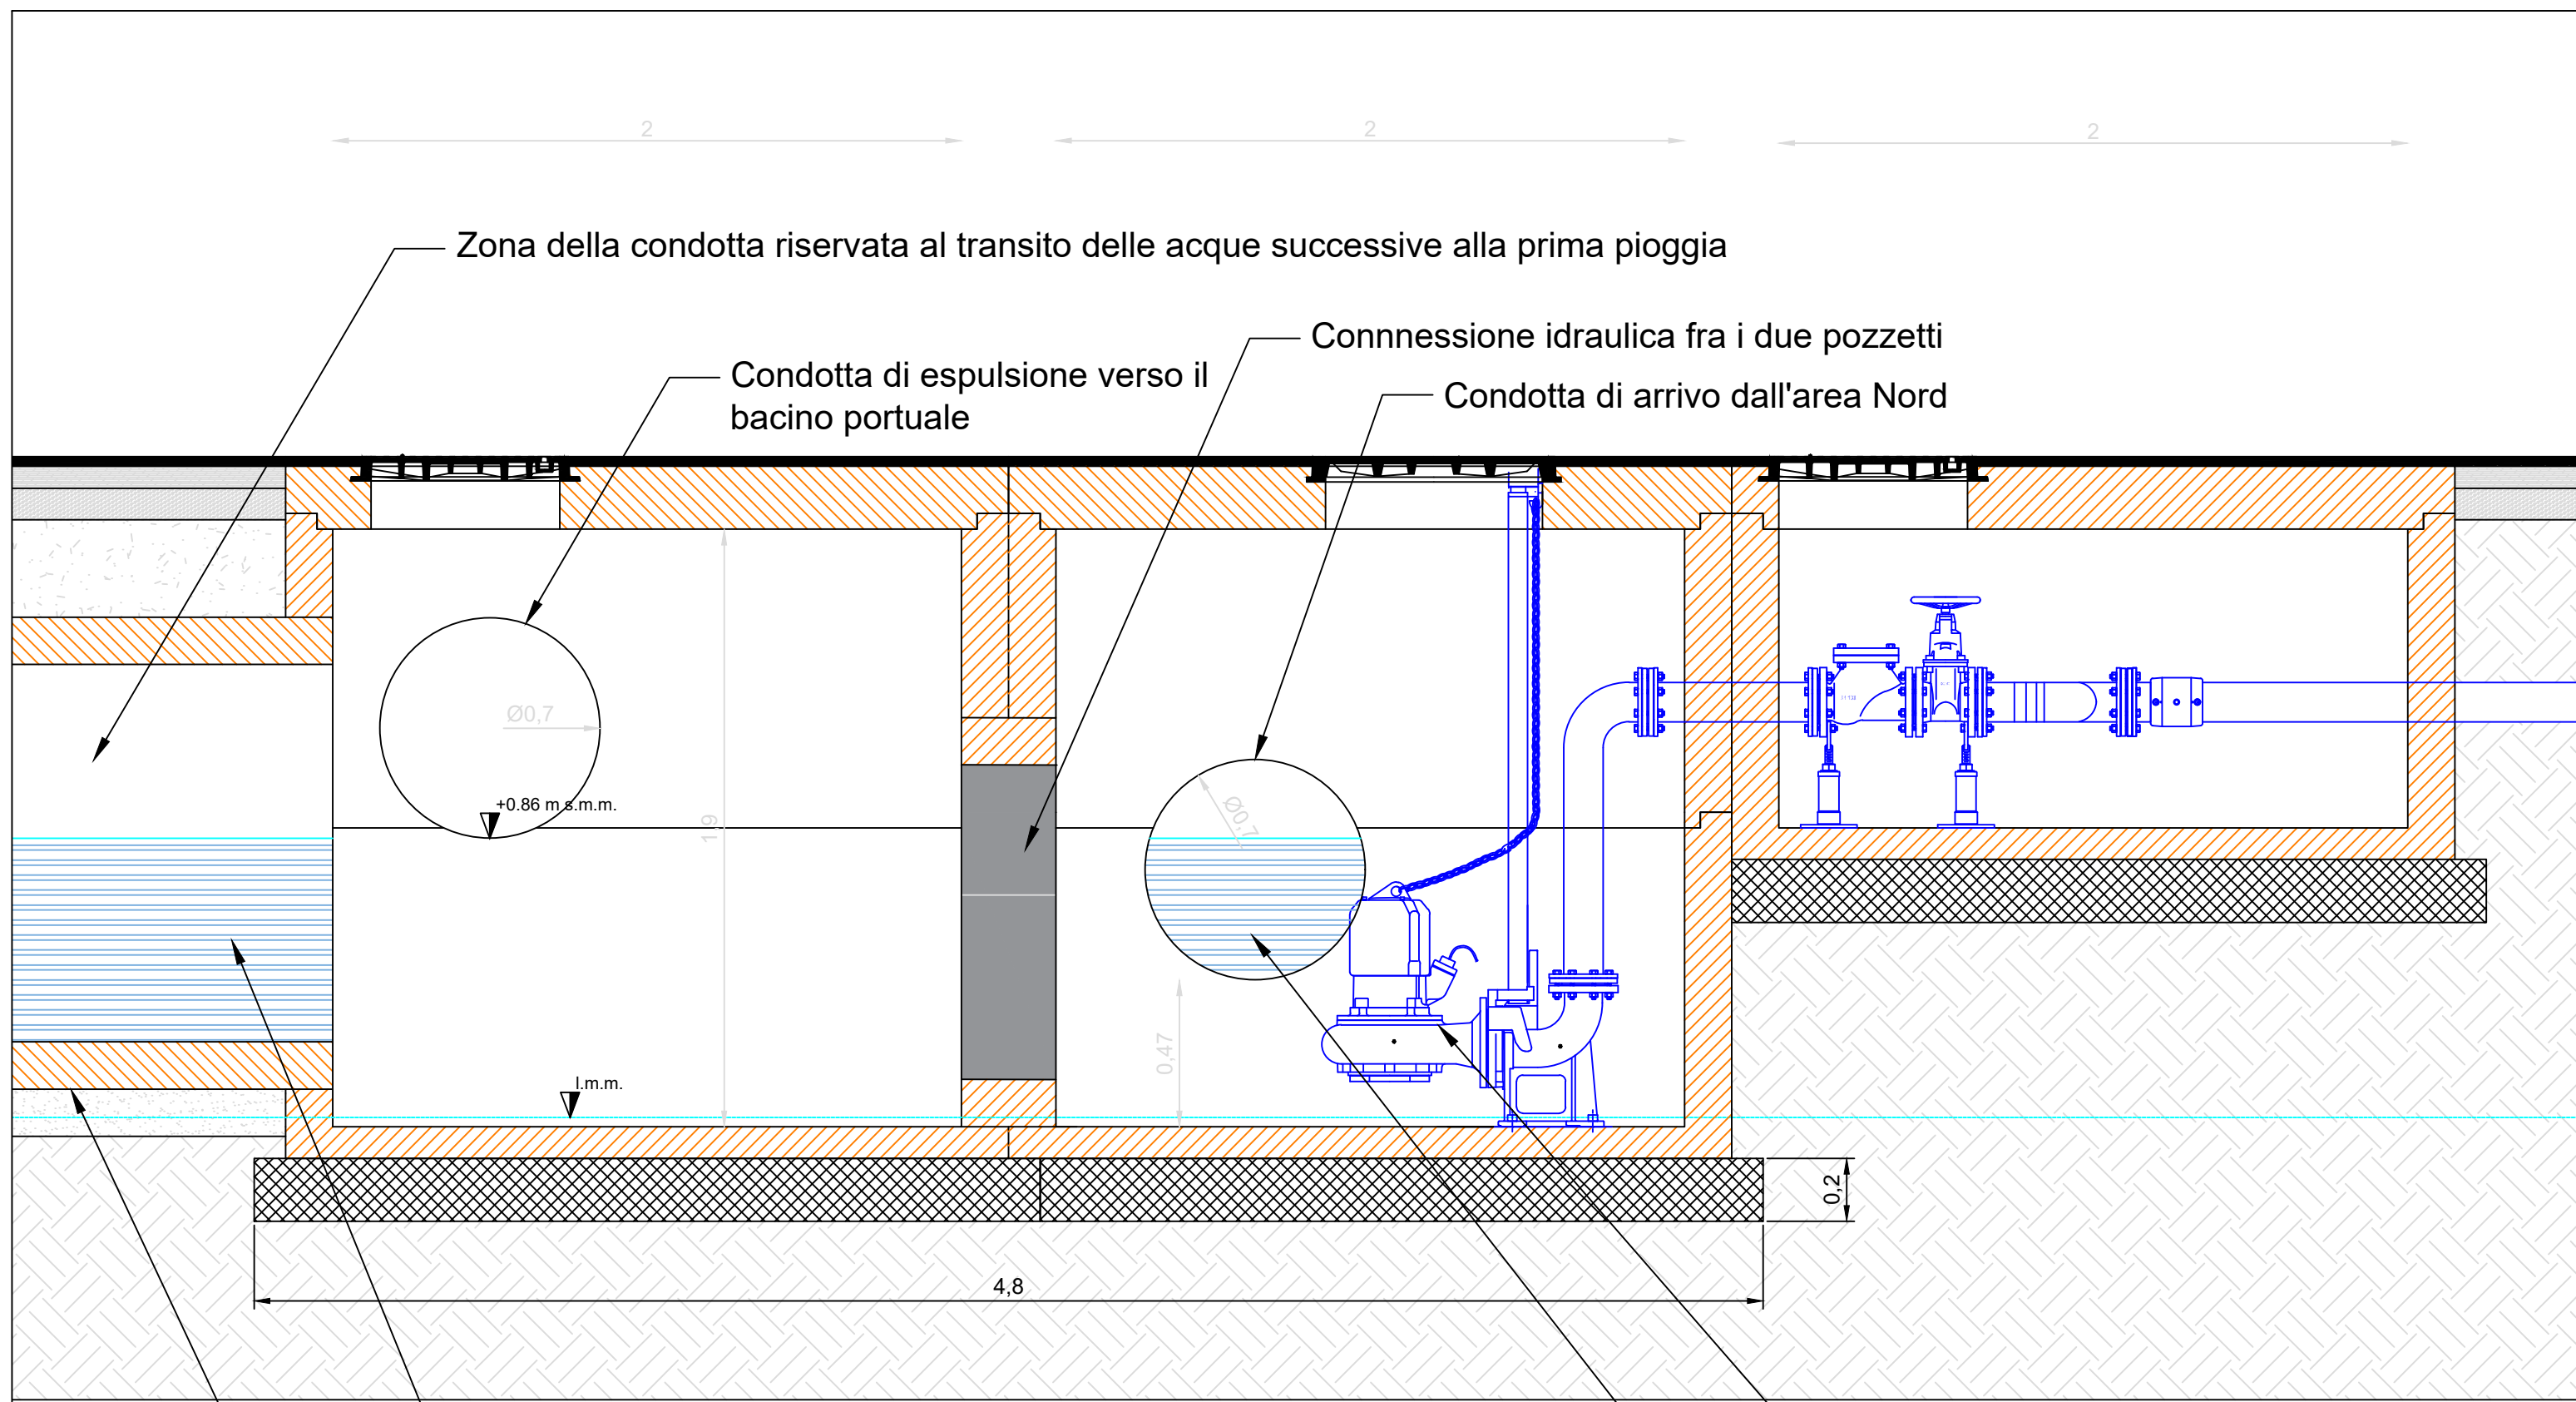 2
2
2
Zona della condotta riservata al transito delle acque successive alla prima pioggia
Connnessione idraulica fra i due pozzetti
Condotta di espulsione verso il
bacino portuale
Condotta di arrivo dall'area Nord
Ø0,7
+0.86 m s.m.m.
1,9
Ø0,7
0,47
l.m.m.
0,2
4,8